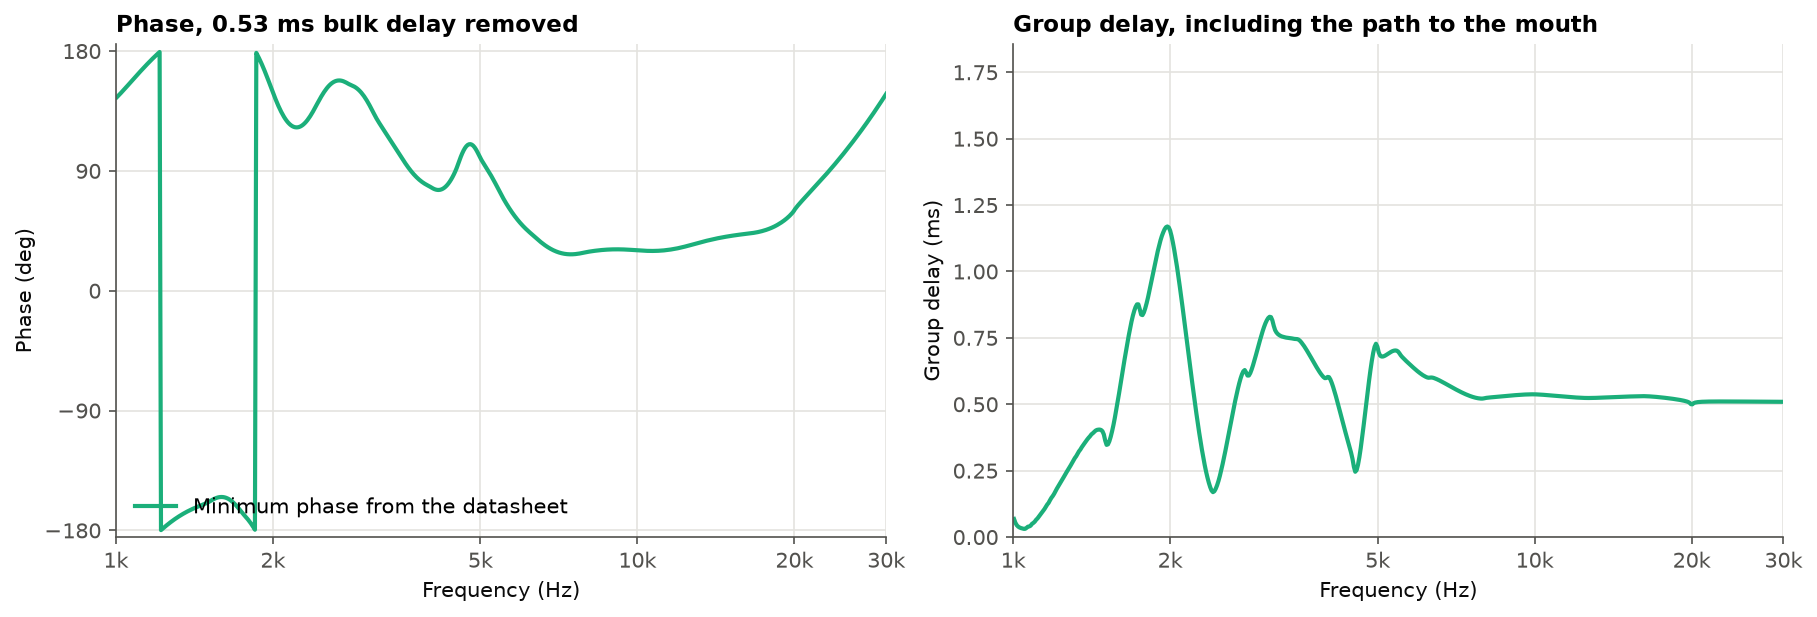 Phase, 0.53 ms bulk delay removed
180
90
0
−90
−180
Phase (deg)
Minimum phase from the datasheet
1k 2k 5k 10k 20k 30k
Frequency (Hz)
Group delay, including the path to the mouth
1.75
1.50
1.25
1.00
0.75
0.50
0.25
0.00
Group delay (ms)
1k 2k 5k 10k 20k 30k
Frequency (Hz)